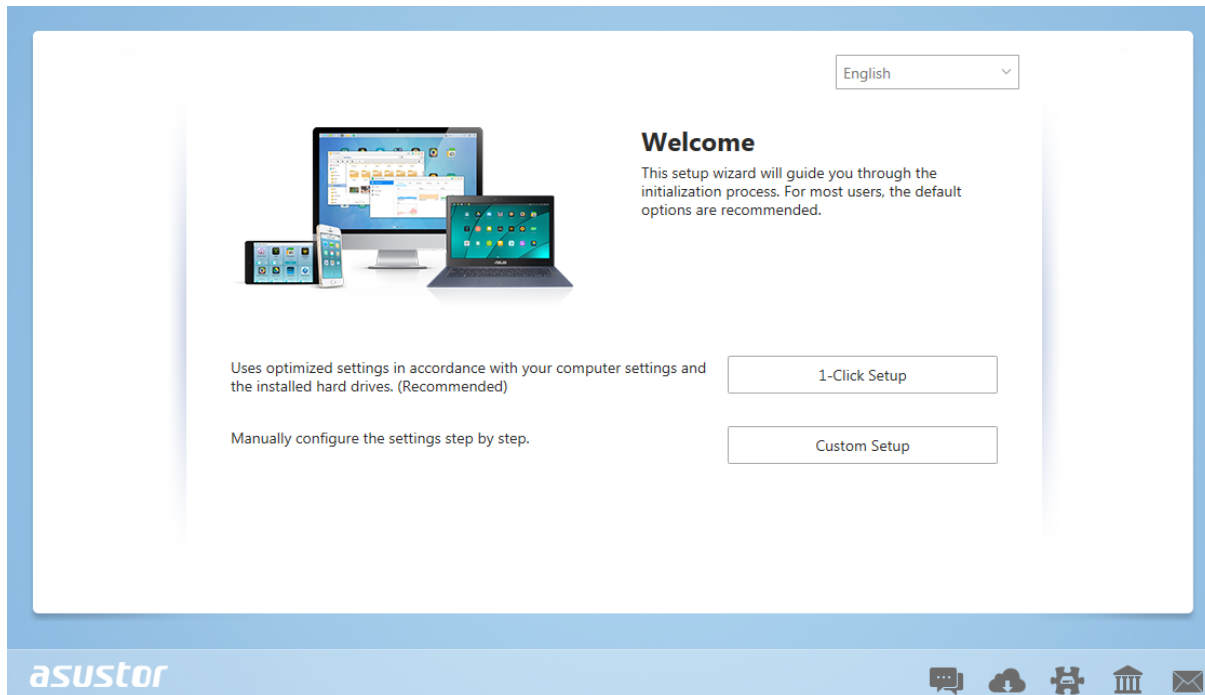 English
Welcome
This setup wizard will guide you through the
initialization process. For most users, the default
options are recommended.
Uses optimized settings in accordance with your computer settings and
the installed hard drives. (Recommended)
1-Click Setup
Manually configure the settings step by step.
Custom Setup
asustor